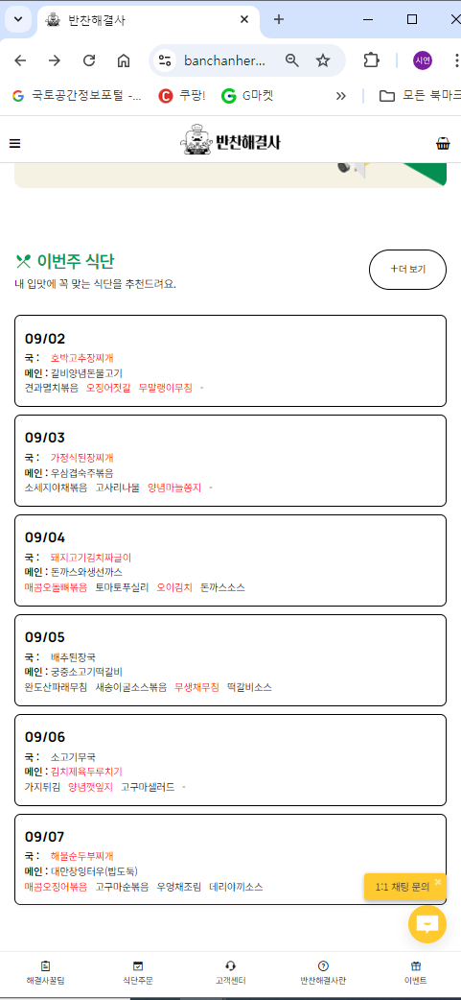 반찬해결사
banchanher...
시연
국토공간정보포털 -...
쿠팡!
G마켓
모든 북마크
반찬해결사
이번주 식단
내 입맛에 꼭 맞는 식단을 추천드려요.
+더 보기
09/02
국 : 호박고추장찌개
메인 : 갈비양념돈불고기
견과멸치볶음 오징어젓갈 무말랭이무침 -
09/03
국 : 가정식된장찌개
메인 : 우삼겹숙주볶음
소세지야채볶음 고사리나물 양념마늘쫑지 -
09/04
국 : 돼지고기김치짜글이
메인 : 돈까스와생선까스
매콤오돌뼈볶음 토마토푸실리 오이김치 돈까스소스
09/05
국 : 배추된장국
메인 : 궁중소고기떡갈비
완도산파래무침 새송이굴소스볶음 무생채무침 떡갈비소스
09/06
국 : 소고기무국
메인 : 김치제육두루치기
가지튀김 양념깻잎지 고구마샐러드 -
09/07
국 : 해물순두부찌개
메인 : 대만장잉터우(밥도둑)
매콤오징어볶음 고구마순볶음 우엉채조림 데리야끼소스
1:1 채팅 문의
해결사꿀팁
식단주문
고객센터
반찬해결사란
이벤트